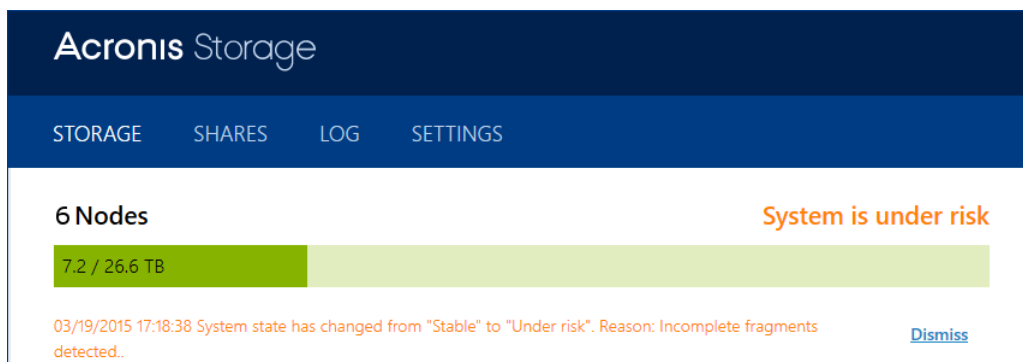 Acronis Storage
STORAGE SHARES LOG SETTINGS
6 Nodes System is under risk
7.2 / 26.6 TB
03/19/2015 17:18:38 System state has changed from "Stable" to "Under risk". Reason: Incomplete fragments
detected.. Dismiss